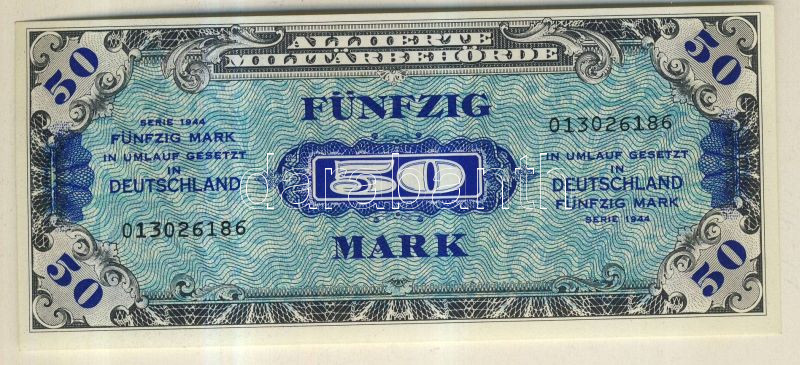 ALLIIERTE
MILITÄRBEHÖRDE
50
50
FÜNFZIG
SERIE 1944
FÜNFZIG MARK
IN UMLAUF GESETZT
IN
DEUTSCHLAND
013026186
50
013026186
IN UMLAUF GESETZT
IN
DEUTSCHLAND
FÜNFZIG MARK
SERIE 1944
MARK
50
50
darabanth